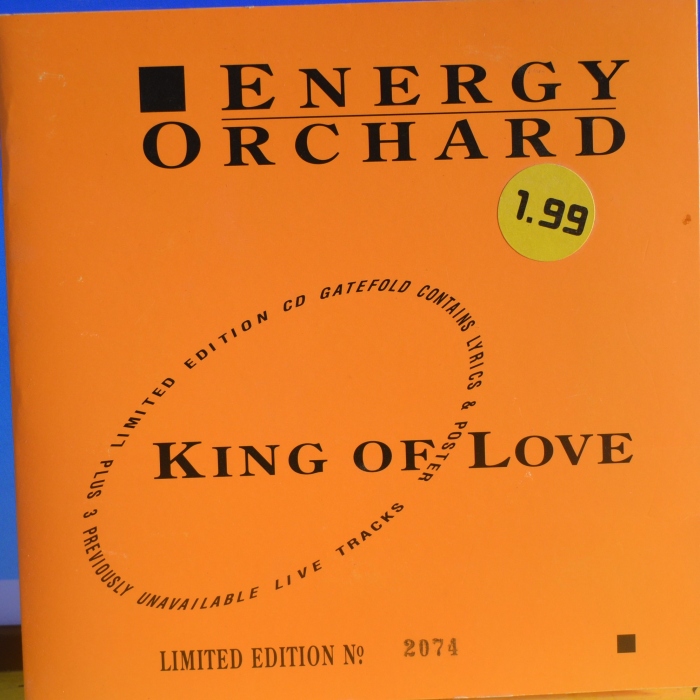 ENERGY
ORCHARD
1.99
LIMITED EDITION CD GATEFOLD CONTAINS LYRICS & POSTER
PLUS 3 PREVIOUSLY UNAVAILABLE LIVE TRACKS
KING OF LOVE
LIMITED EDITION Nº 2074